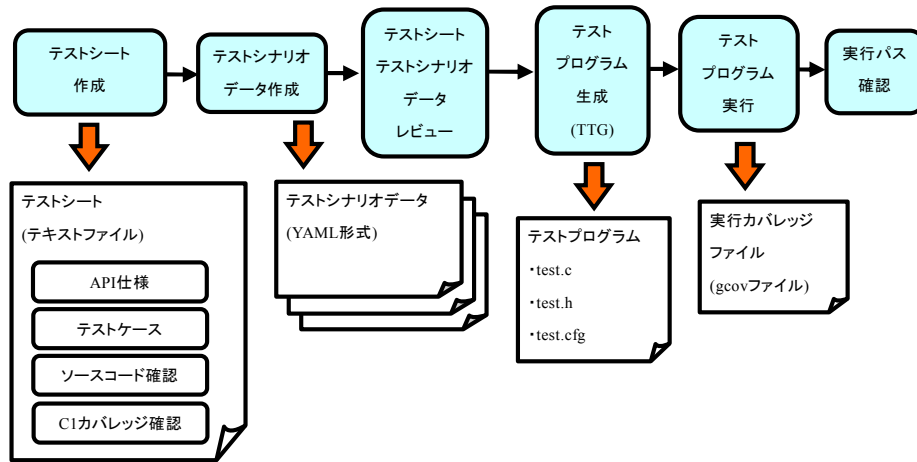 テストシート
作成
テストシナリオ
データ作成
テストシート
テストシナリオ
データ
レビュー
テスト
プログラム
生成
(TTG)
テスト
プログラム
実行
実行パス
確認
テストシート
(テキストファイル)
API仕様
テストケース
ソースコード確認
C1カバレッジ確認
テストシナリオデータ
(YAML形式)
テストプログラム
・test.c
・test.h
・test.cfg
実行カバレッジ
ファイル
(gcovファイル)